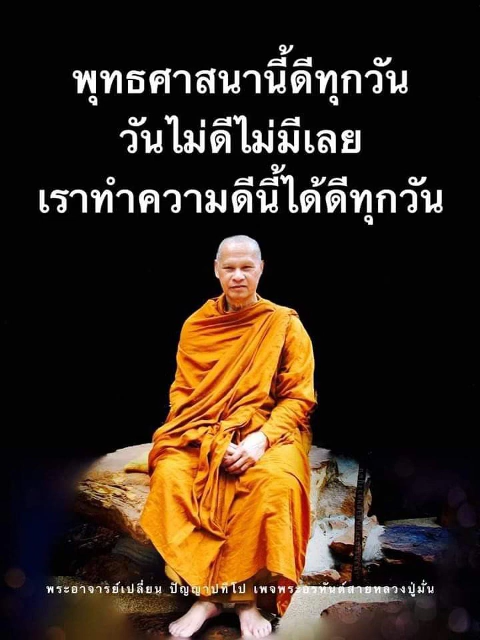 พุทธศาสนานี้ดีทุกวัน
วันไม่ดีไม่มีเลย
เราทำความดีนี้ได้ดีทุกวัน
พระอาจารย์เปลี่ยน ปัญญาปทีโป เพจพระอรหันต์สายหลวงปู่มั่น